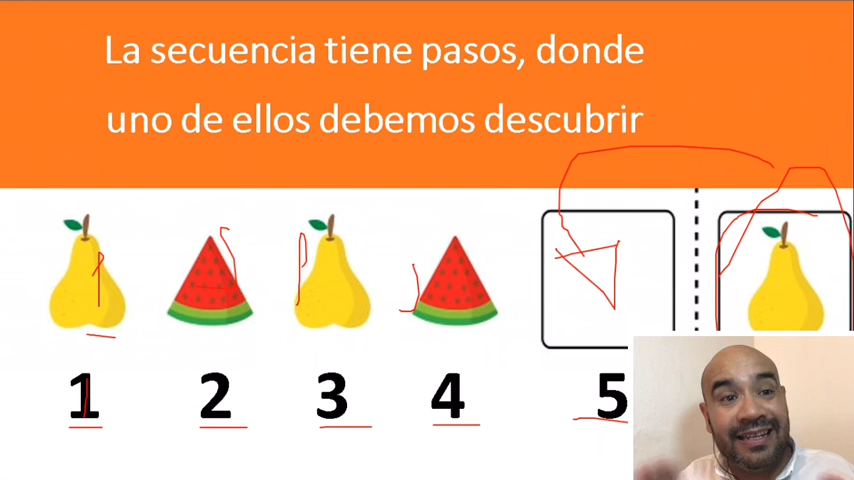 La secuencia tiene pasos, donde
uno de ellos debemos descubrir
1 2 3 4 5